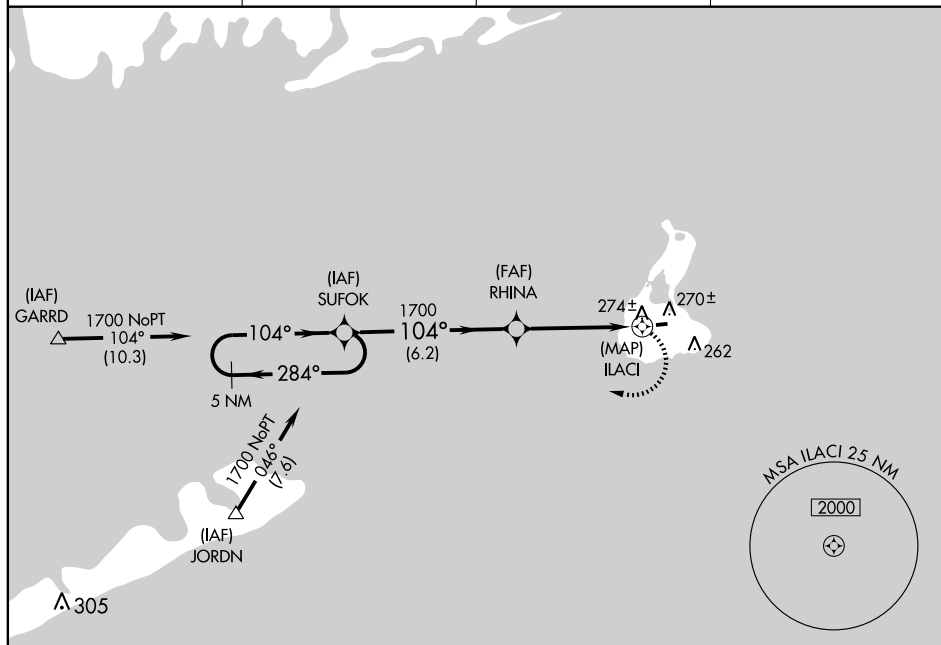 (IAF)
GARRD
1700 NoPT
104°
(10.3)
(IAF)
SUFOK
104°
284°
5 NM
1700
104°
(6.2)
(FAF)
RHINA
274±
270±
262
(MAP)
ILACI
1700 NoPT
046°
(7.6)
(IAF)
JORDN
305
MSA ILACI 25 NM
2000